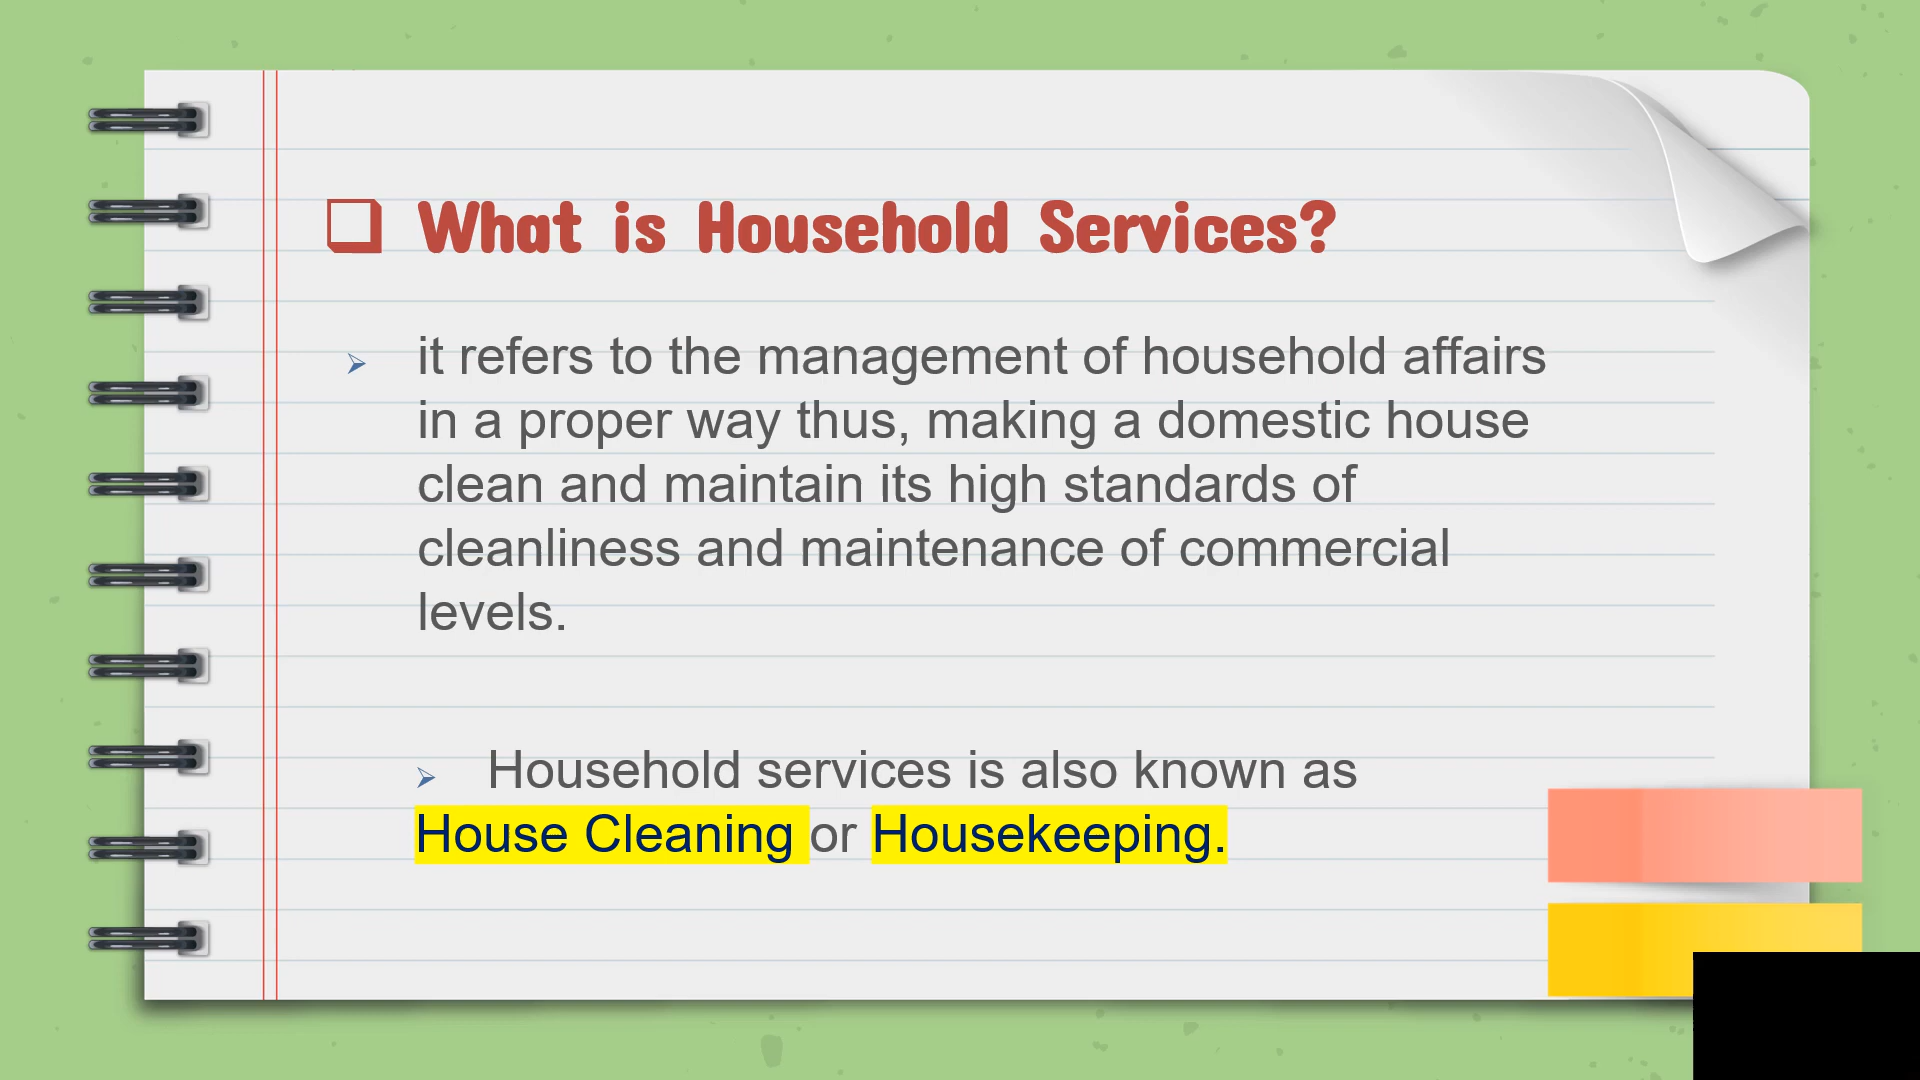 What is Household Services?
it refers to the management of household affairs
in a proper way thus, making a domestic house
clean and maintain its high standards of
cleanliness and maintenance of commercial
levels.
Household services is also known as
House Cleaning or Housekeeping.